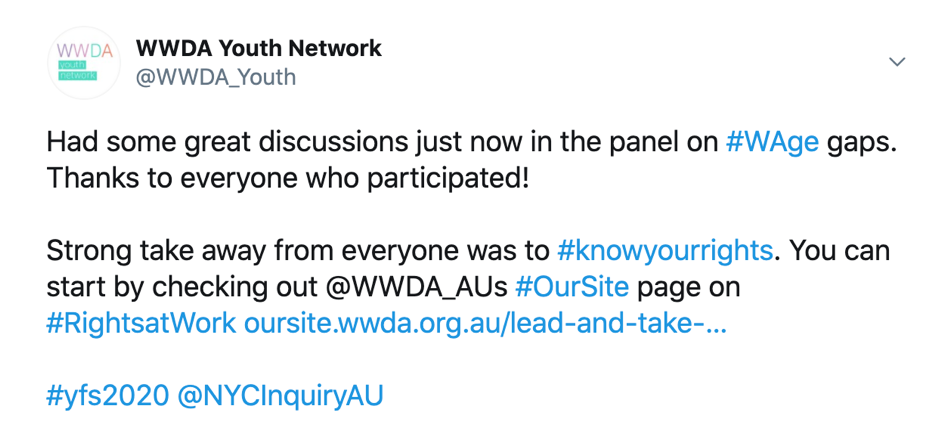 WWDA
youth
network
WWDA Youth Network
@WWDA_Youth
Had some great discussions just now in the panel on #WAge gaps.
Thanks to everyone who participated!
Strong take away from everyone was to #knowyourrights. You can
start by checking out @WWDA_AUs #OurSite page on
#RightsatWork oursite.wwda.org.au/lead-and-take-...
#yfs2020 @NYCInquiryAU